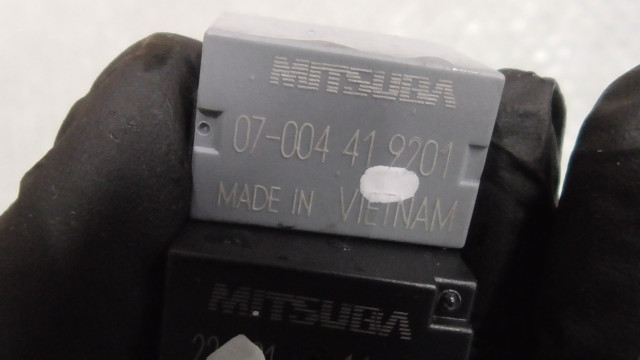 MITSUBA
07-004 41 9201
MADE IN VIETNAM
MITSUBA